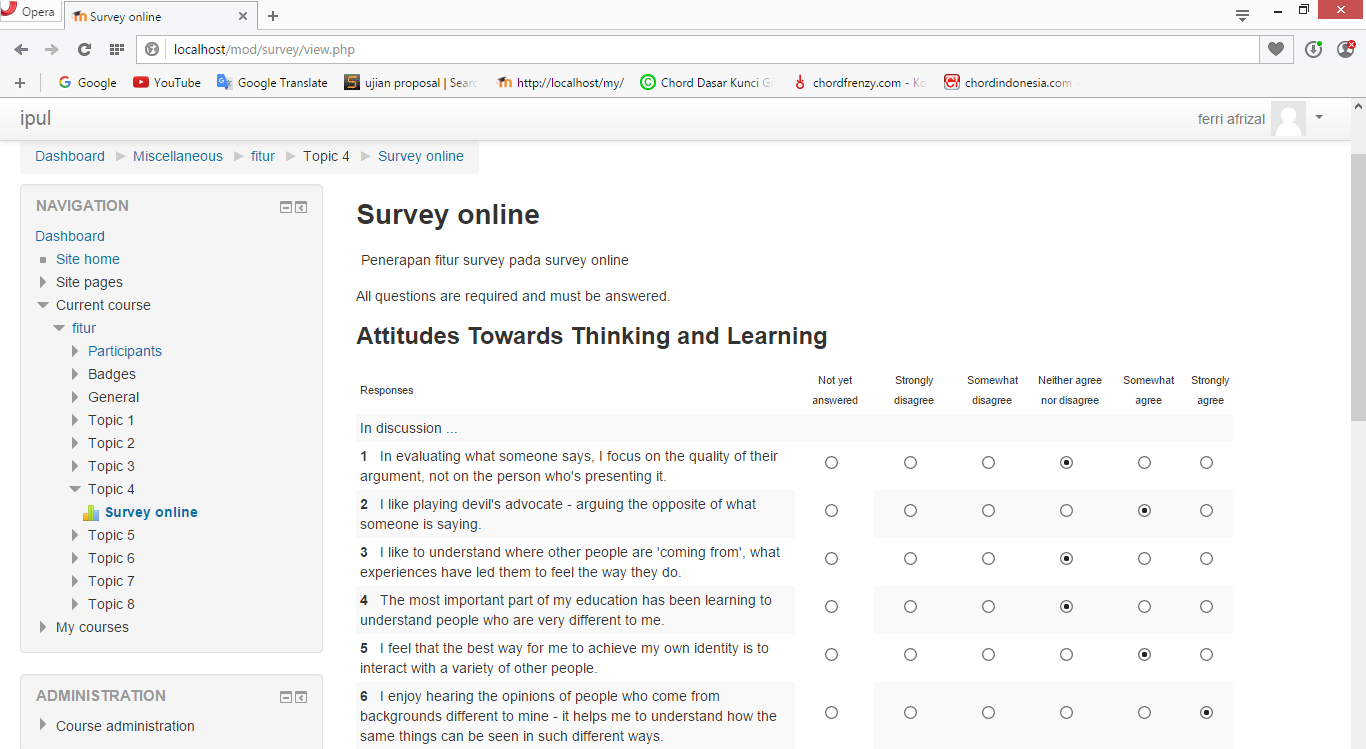 Opera
Survey online
localhost/mod/survey/view.php
Google
YouTube
Google Translate
ujian proposal | Searc
http://localhost/my/
Chord Dasar Kunci G
chordfrenzy.com - Ko
chordindonesia.com -
ipul
ferri afrizal
Dashboard Miscellaneous fitur Topic 4 Survey online
NAVIGATION
Dashboard
Site home
Site pages
Current course
fitur
Participants
Badges
General
Topic 1
Topic 2
Topic 3
Topic 4
Survey online
Topic 5
Topic 6
Topic 7
Topic 8
My courses
ADMINISTRATION
Course administration
Survey online
Penerapan fitur survey pada survey online
All questions are required and must be answered.
Attitudes Towards Thinking and Learning
Responses
Not yet
answered
Strongly
disagree
Somewhat
disagree
Neither agree
nor disagree
Somewhat
agree
Strongly
agree
In discussion ...
1 In evaluating what someone says, I focus on the quality of their
argument, not on the person who's presenting it.
2 I like playing devil's advocate - arguing the opposite of what
someone is saying.
3 I like to understand where other people are 'coming from', what
experiences have led them to feel the way they do.
4 The most important part of my education has been learning to
understand people who are very different to me.
5 I feel that the best way for me to achieve my own identity is to
interact with a variety of other people.
6 I enjoy hearing the opinions of people who come from
backgrounds different to mine - it helps me to understand how the
same things can be seen in such different ways.